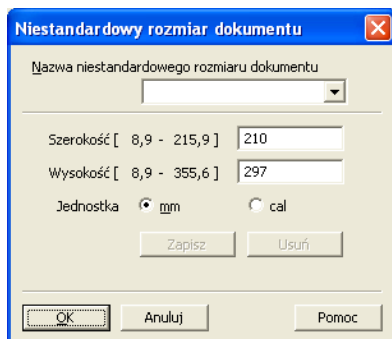 Niestandardowy rozmiar dokumentu
Nazwa niestandardowego rozmiaru dokumentu
Szerokość [ 8,9 - 215,9 ] 210
Wysokość [ 8,9 - 355,6 ] 297
Jednostka mm cal
Zapisz Usuń
OK Anuluj Pomoc